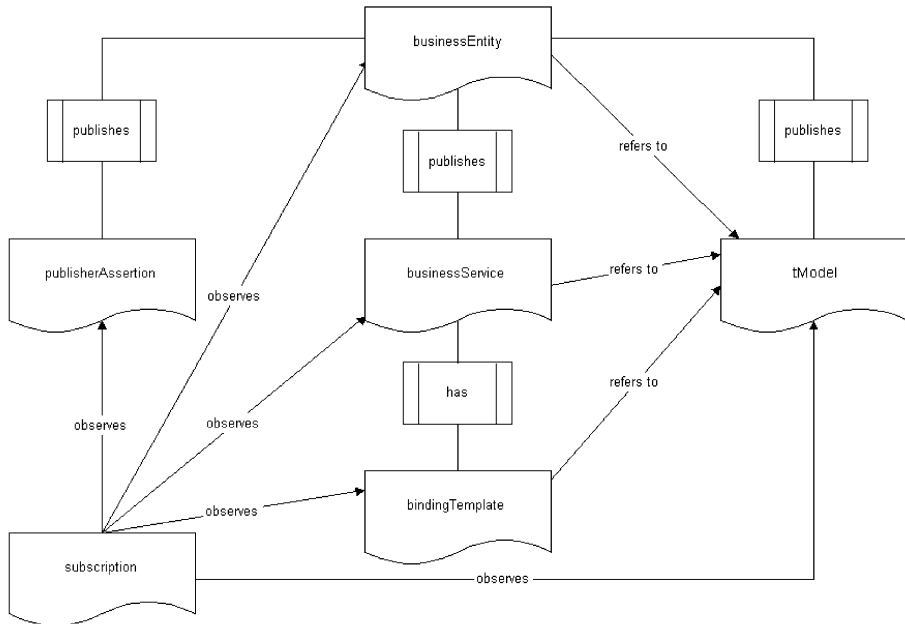 businessEntity
publishes
publishes
publishes
refers to
publisherAssertion
businessService
tModel
refers to
observes
refers to
has
observes
observes
bindingTemplate
observes
subscription
observes